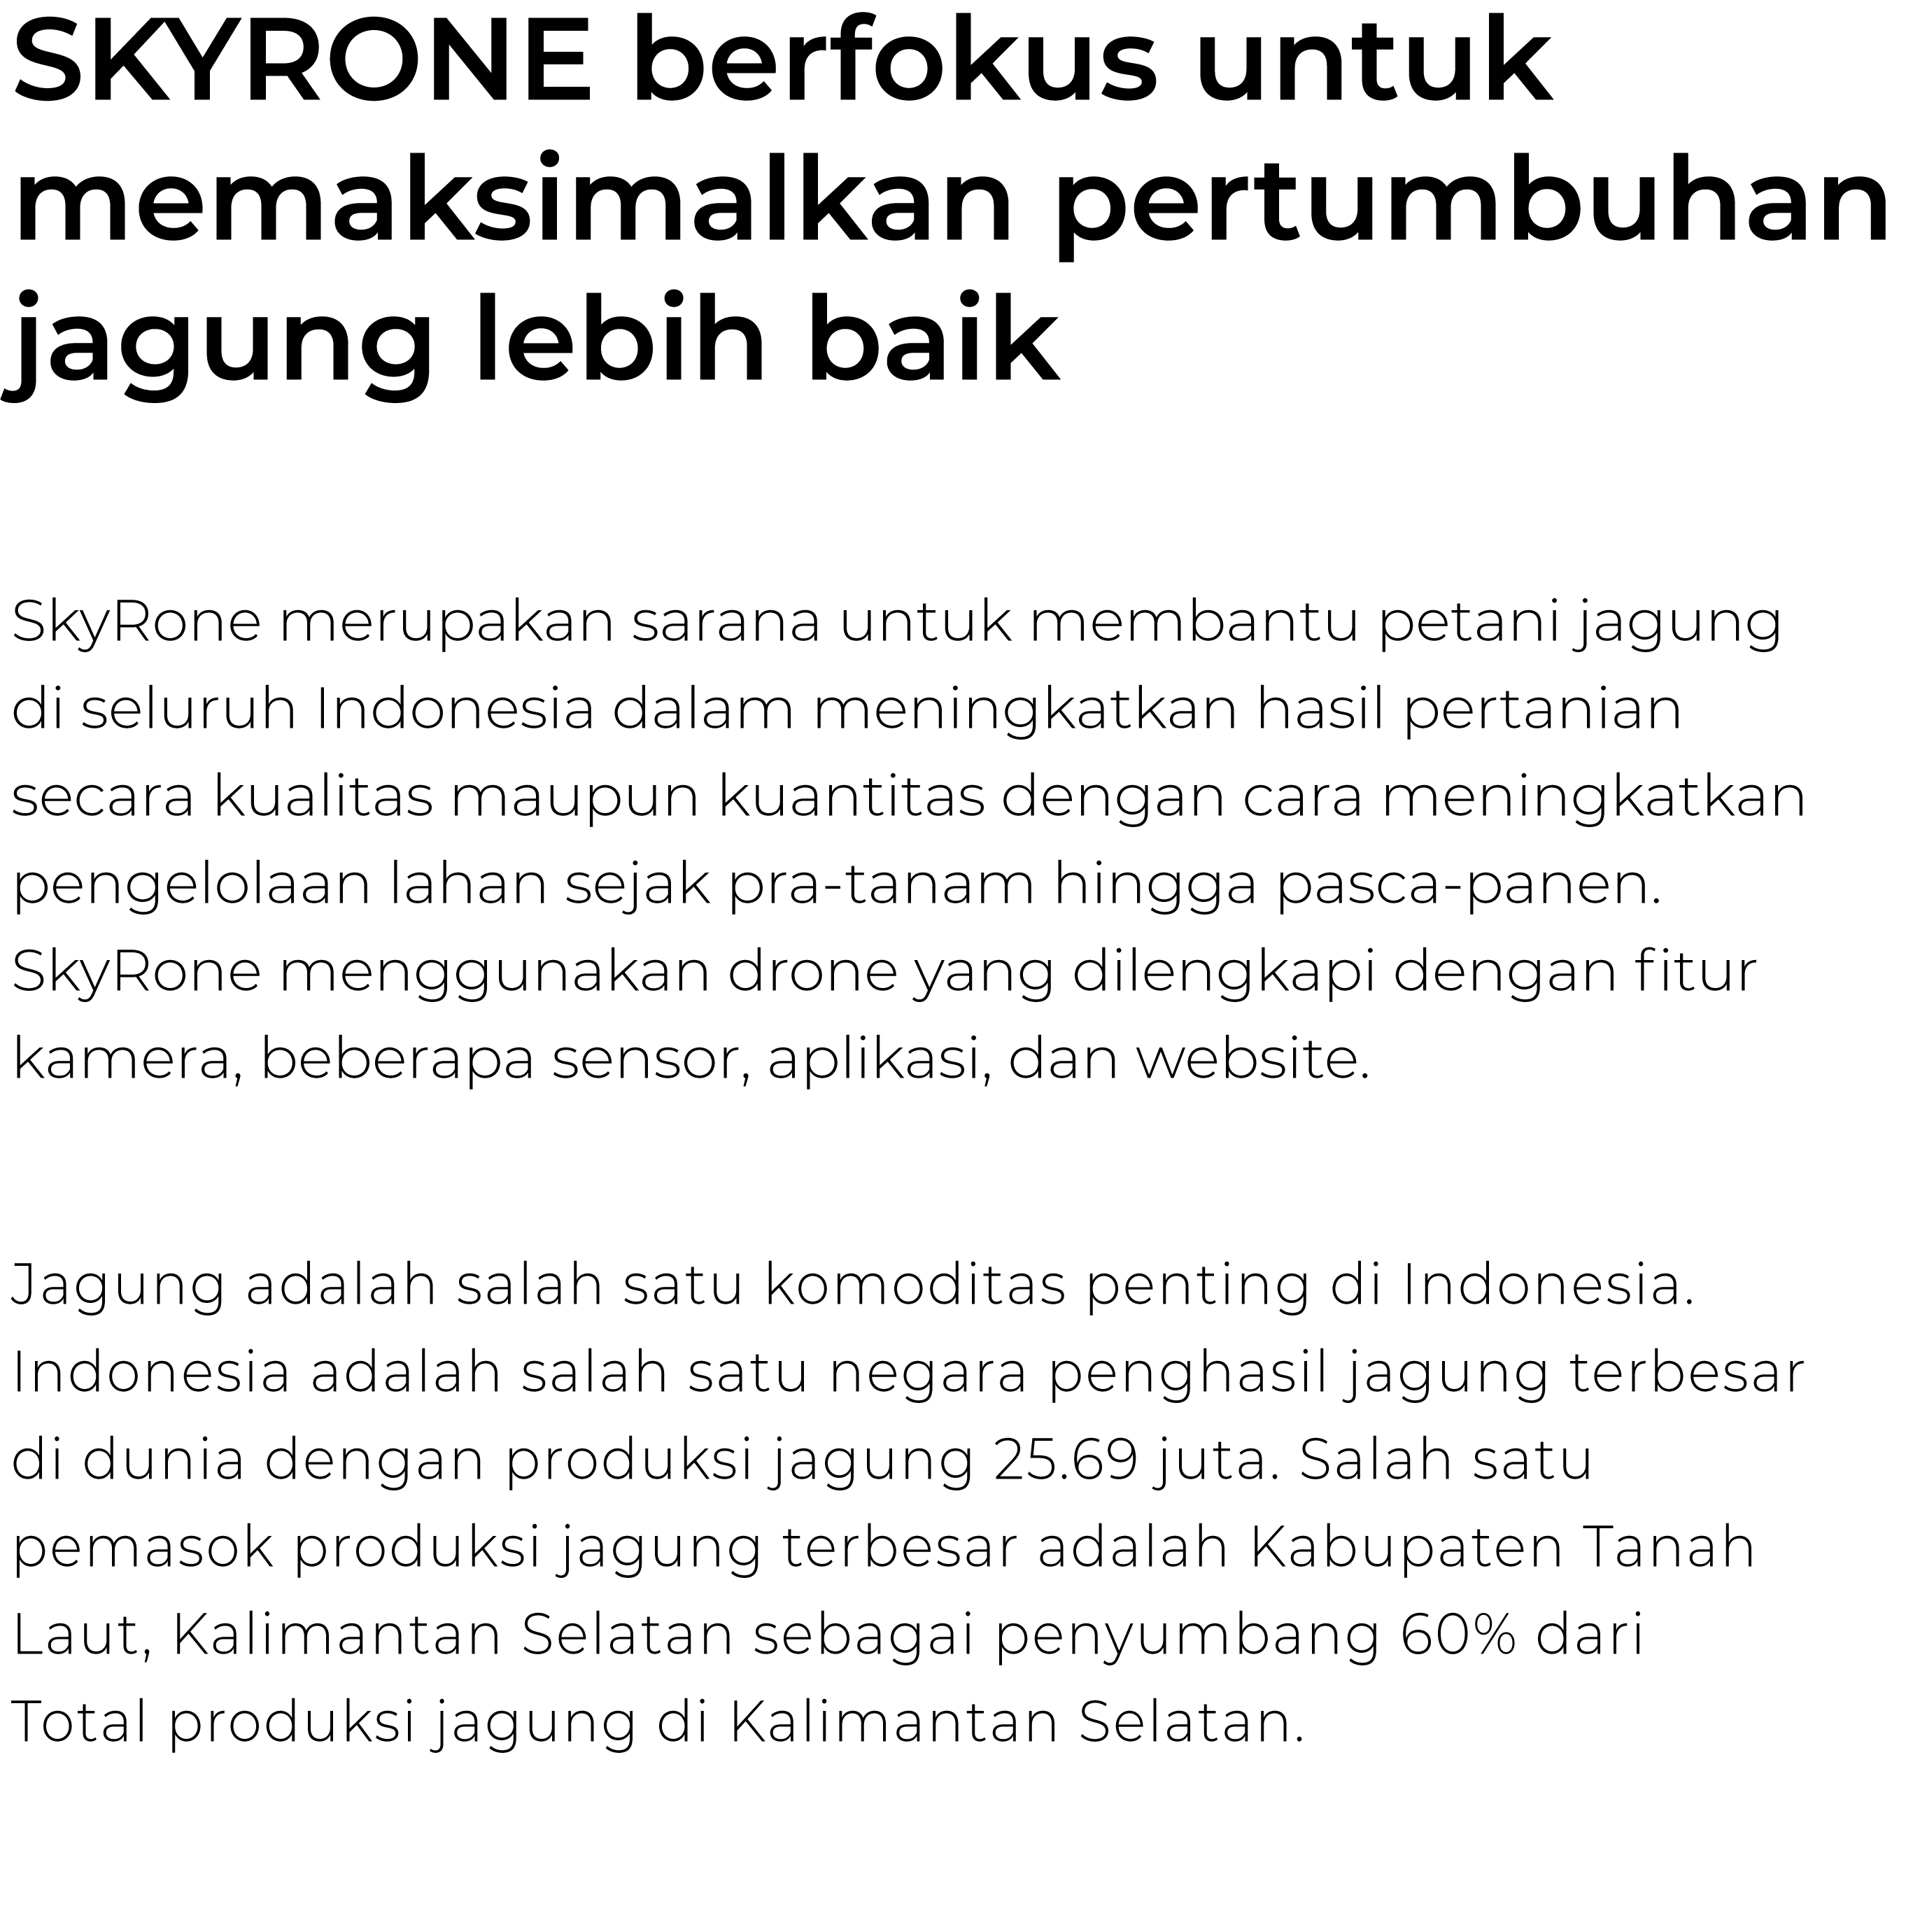 SKYRONE berfokus untuk
memaksimalkan pertumbuhan
jagung lebih baik
SkyRone merupakan sarana untuk membantu petani jagung
di seluruh Indonesia dalam meningkatkan hasil pertanian
secara kualitas maupun kuantitas dengan cara meningkatkan
pengelolaan lahan sejak pra-tanam hingga pasca-panen.
SkyRone menggunakan drone yang dilengkapi dengan fitur
kamera, beberapa sensor, aplikasi, dan website.
Jagung adalah salah satu komoditas penting di Indonesia.
Indonesia adalah salah satu negara penghasil jagung terbesar
di dunia dengan produksi jagung 25.69 juta. Salah satu
pemasok produksi jagung terbesar adalah Kabupaten Tanah
Laut, Kalimantan Selatan sebagai penyumbang 60% dari
Total produksi jagung di Kalimantan Selatan.